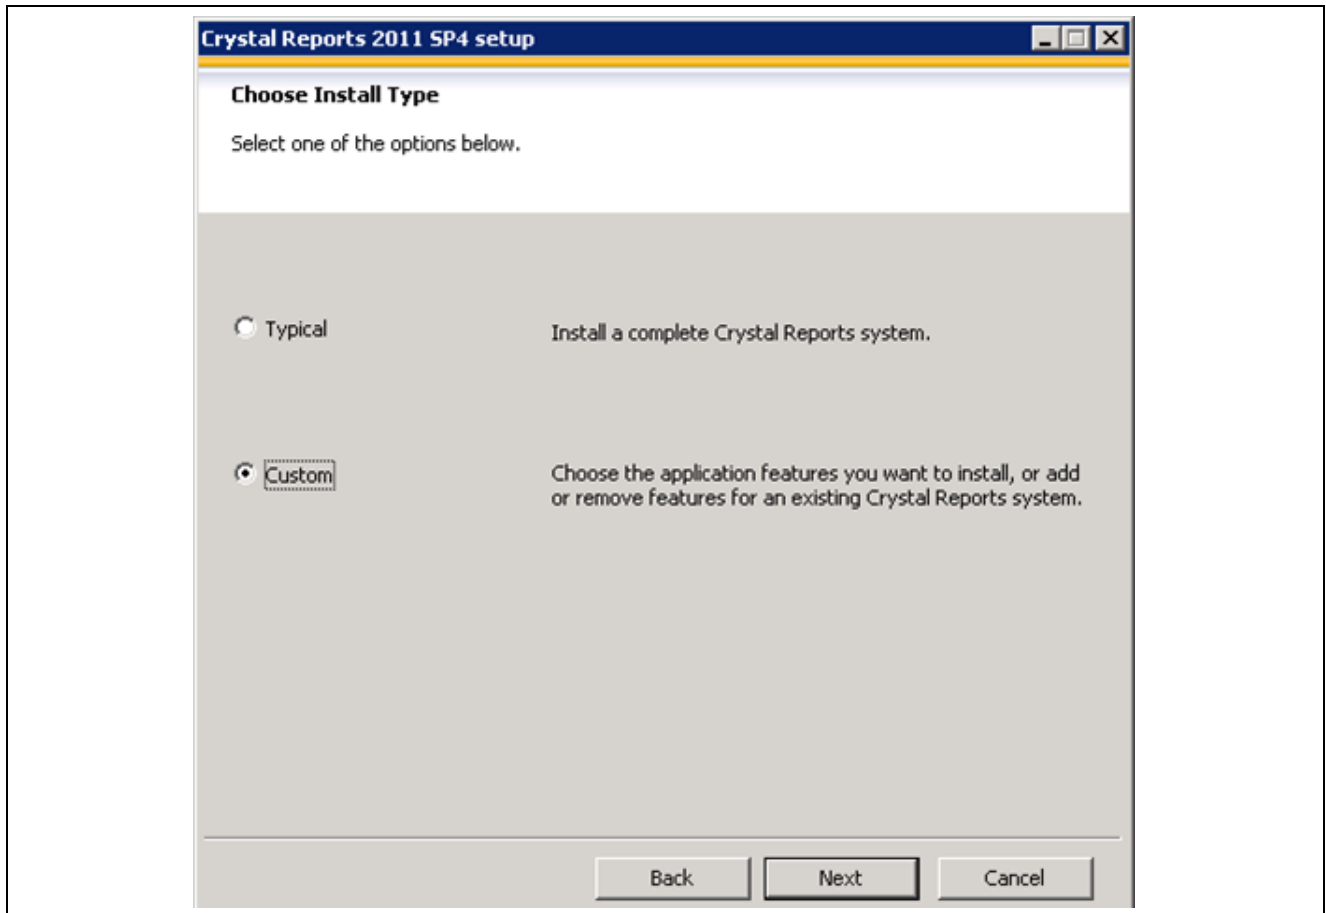 Crystal Reports 2011 SP4 setup
Choose Install Type
Select one of the options below.
Typical
Install a complete Crystal Reports system.
Custom
Choose the application features you want to install, or add
or remove features for an existing Crystal Reports system.
Back
Next
Cancel